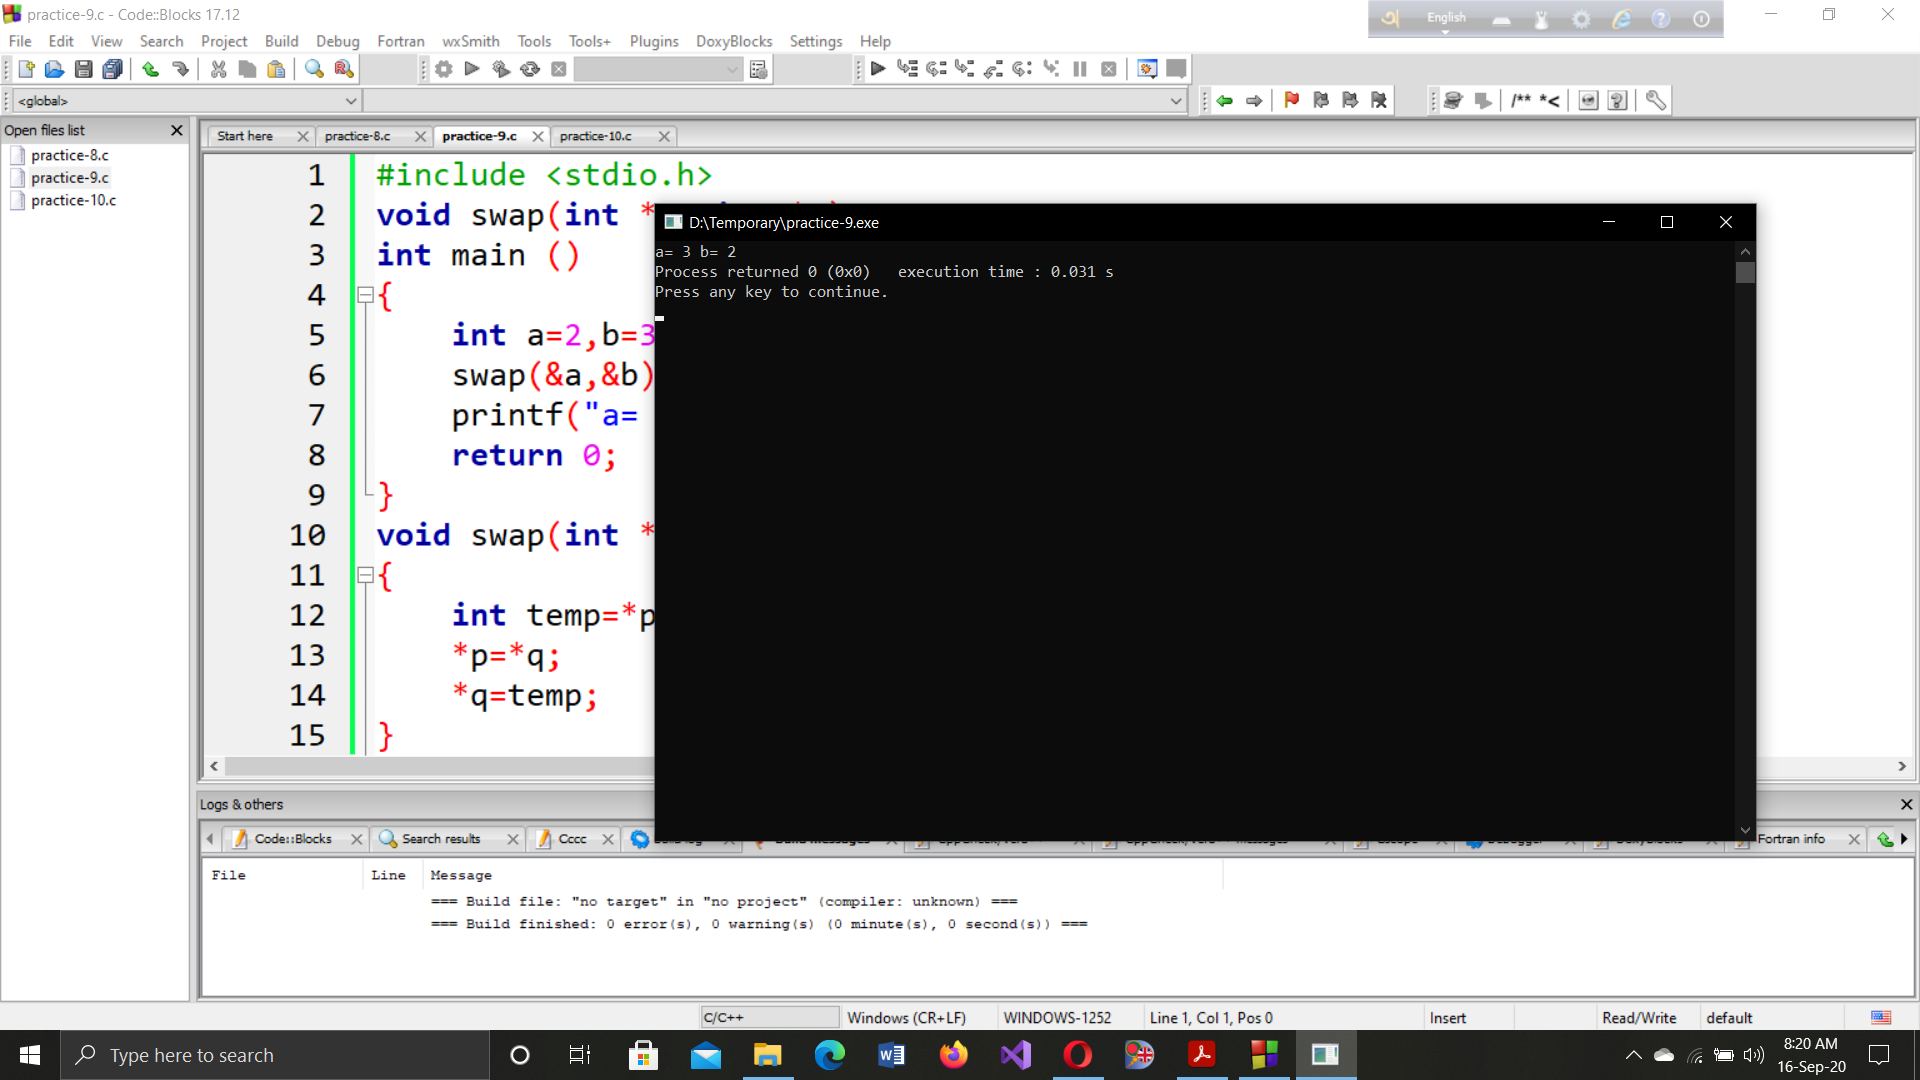 practice-9.c - Code::Blocks 17.12
English
File Edit View Search Project Build Debug Fortran wxSmith Tools Tools+ Plugins DoxyBlocks Settings Help
<global>
/** *<
Open files list
practice-8.c
practice-9.c
practice-10.c
Start here practice-8.c practice-9.c practice-10.c
1 #include <stdio.h>
2 void swap(int *
3 int main ()
4 {
5 int a=2,b=3
6 swap(&a,&b)
7 printf("a=
8 return 0;
9 }
10 void swap(int *
11 {
12 int temp=*p
13 *p=*q;
14 *q=temp;
15 }
D:\Temporary\practice-9.exe
a= 3 b= 2
Process returned 0 (0x0)   execution time : 0.031 s
Press any key to continue.
Logs & others
Code::Blocks Search results Cccc Fortran info
File Line Message
=== Build file: "no target" in "no project" (compiler: unknown) ===
=== Build finished: 0 error(s), 0 warning(s) (0 minute(s), 0 second(s)) ===
C/C++ Windows (CR+LF) WINDOWS-1252 Line 1, Col 1, Pos 0 Insert Read/Write default
Type here to search
8:20 AM
16-Sep-20